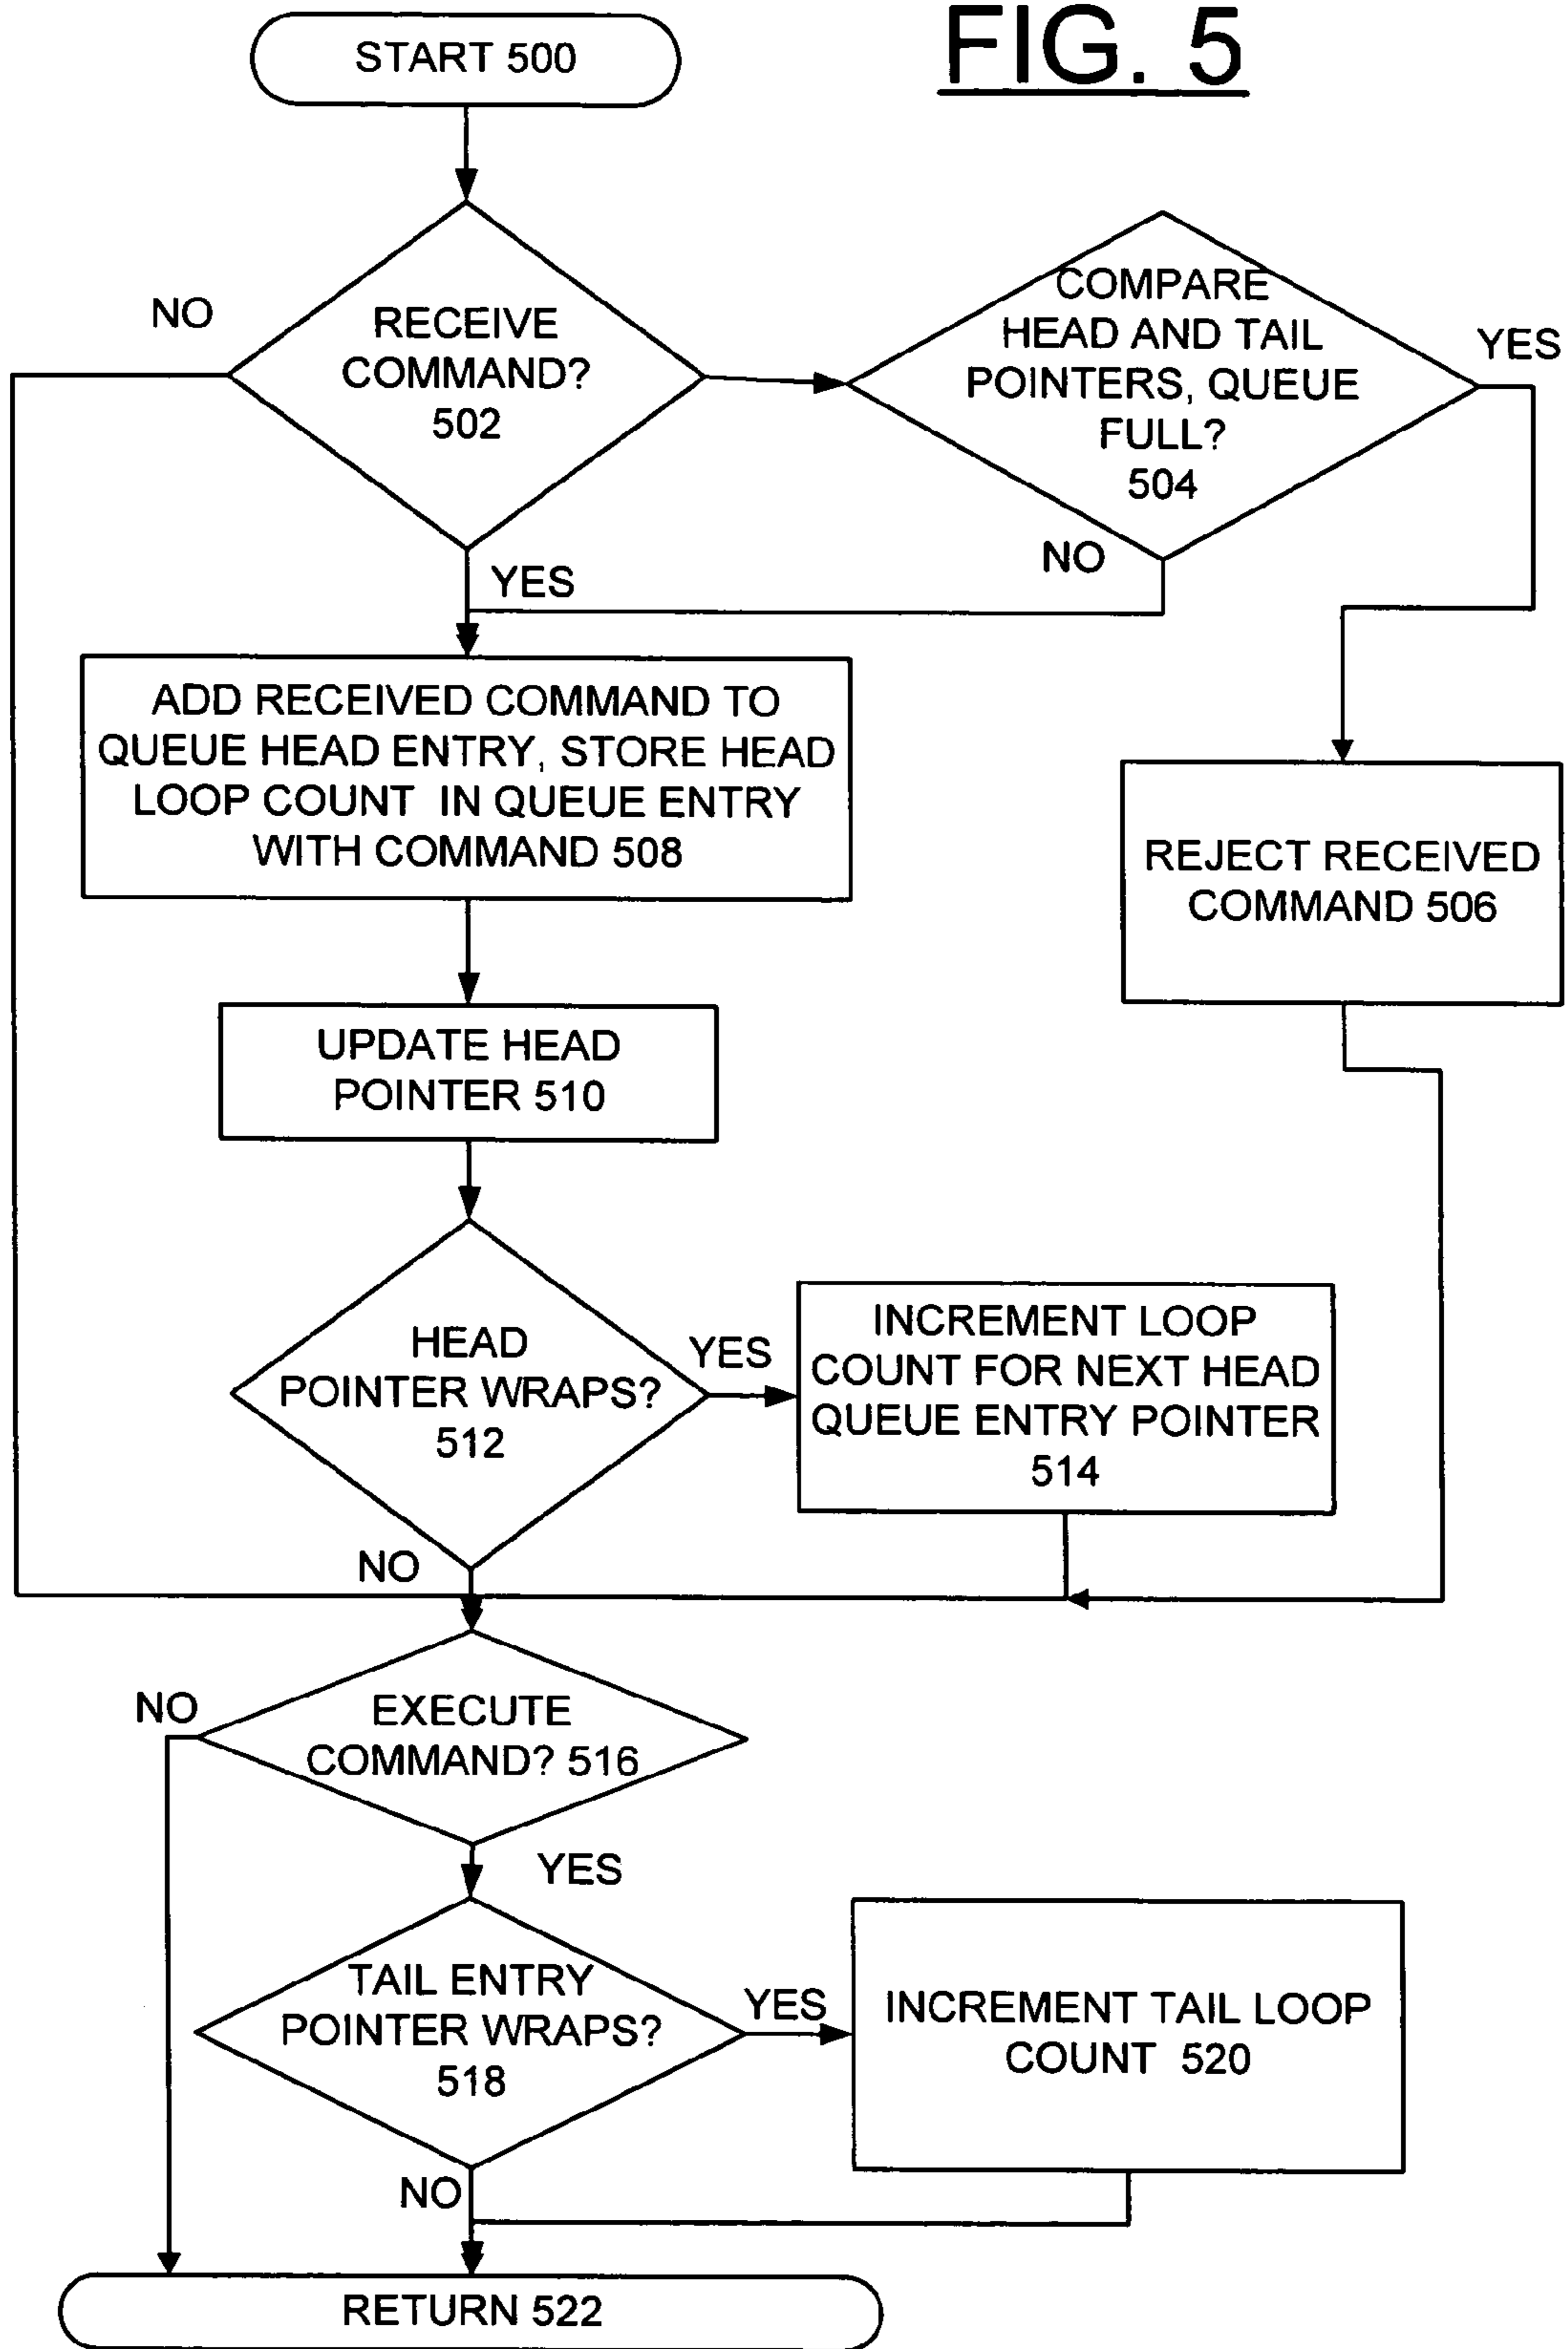 FIG. 5
START 500
RECEIVE
COMMAND?
502
NO
YES
COMPARE
HEAD AND TAIL
POINTERS, QUEUE
FULL?
504
YES
NO
ADD RECEIVED COMMAND TO
QUEUE HEAD ENTRY, STORE HEAD
LOOP COUNT IN QUEUE ENTRY
WITH COMMAND 508
REJECT RECEIVED
COMMAND 506
UPDATE HEAD
POINTER 510
HEAD
POINTER WRAPS?
512
YES
NO
INCREMENT LOOP
COUNT FOR NEXT HEAD
QUEUE ENTRY POINTER
514
EXECUTE
COMMAND? 516
NO
YES
TAIL ENTRY
POINTER WRAPS?
518
YES
NO
INCREMENT TAIL LOOP
COUNT 520
RETURN 522